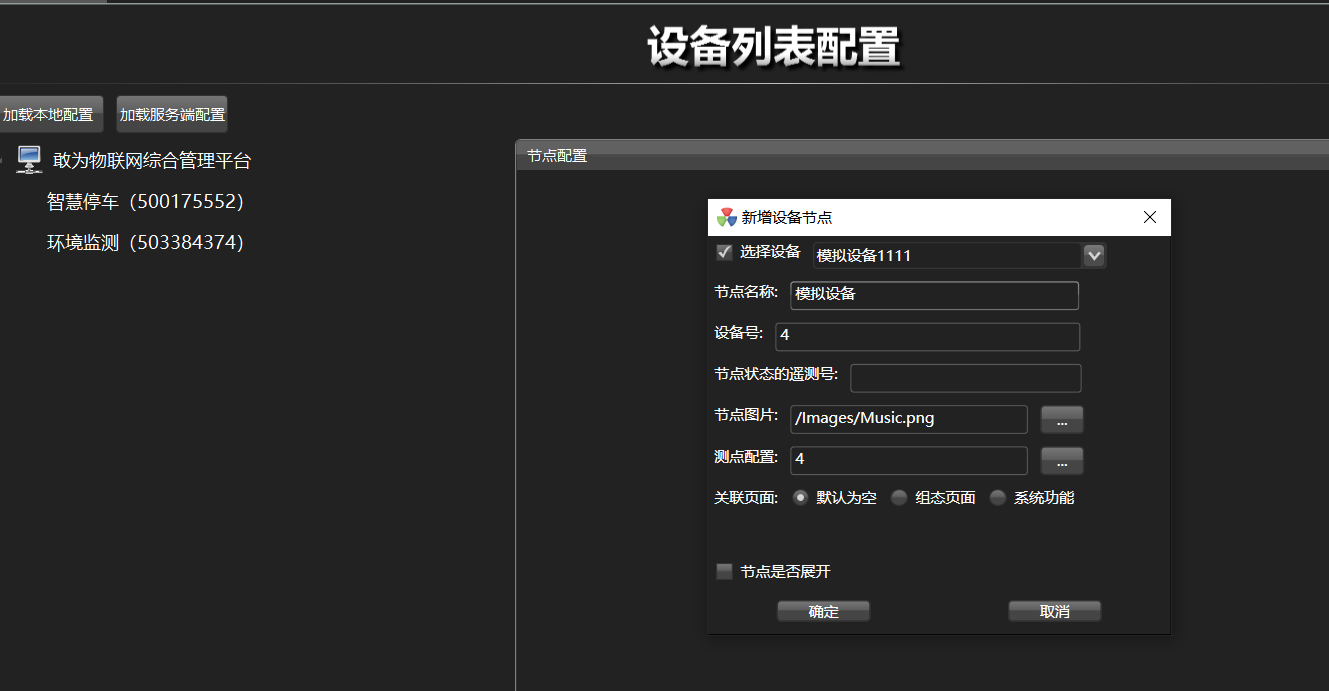 设备列表配置
加载本地配置 加载服务端配置
敢为物联网综合管理平台
智慧停车（500175552）
环境监测（503384374）
节点配置
新增设备节点
选择设备 模拟设备1111
节点名称: 模拟设备
设备号: 4
节点状态的遥测号:
节点图片: /Images/Music.png ...
测点配置: 4 ...
关联页面: 默认为空 组态页面 系统功能
节点是否展开
确定 取消